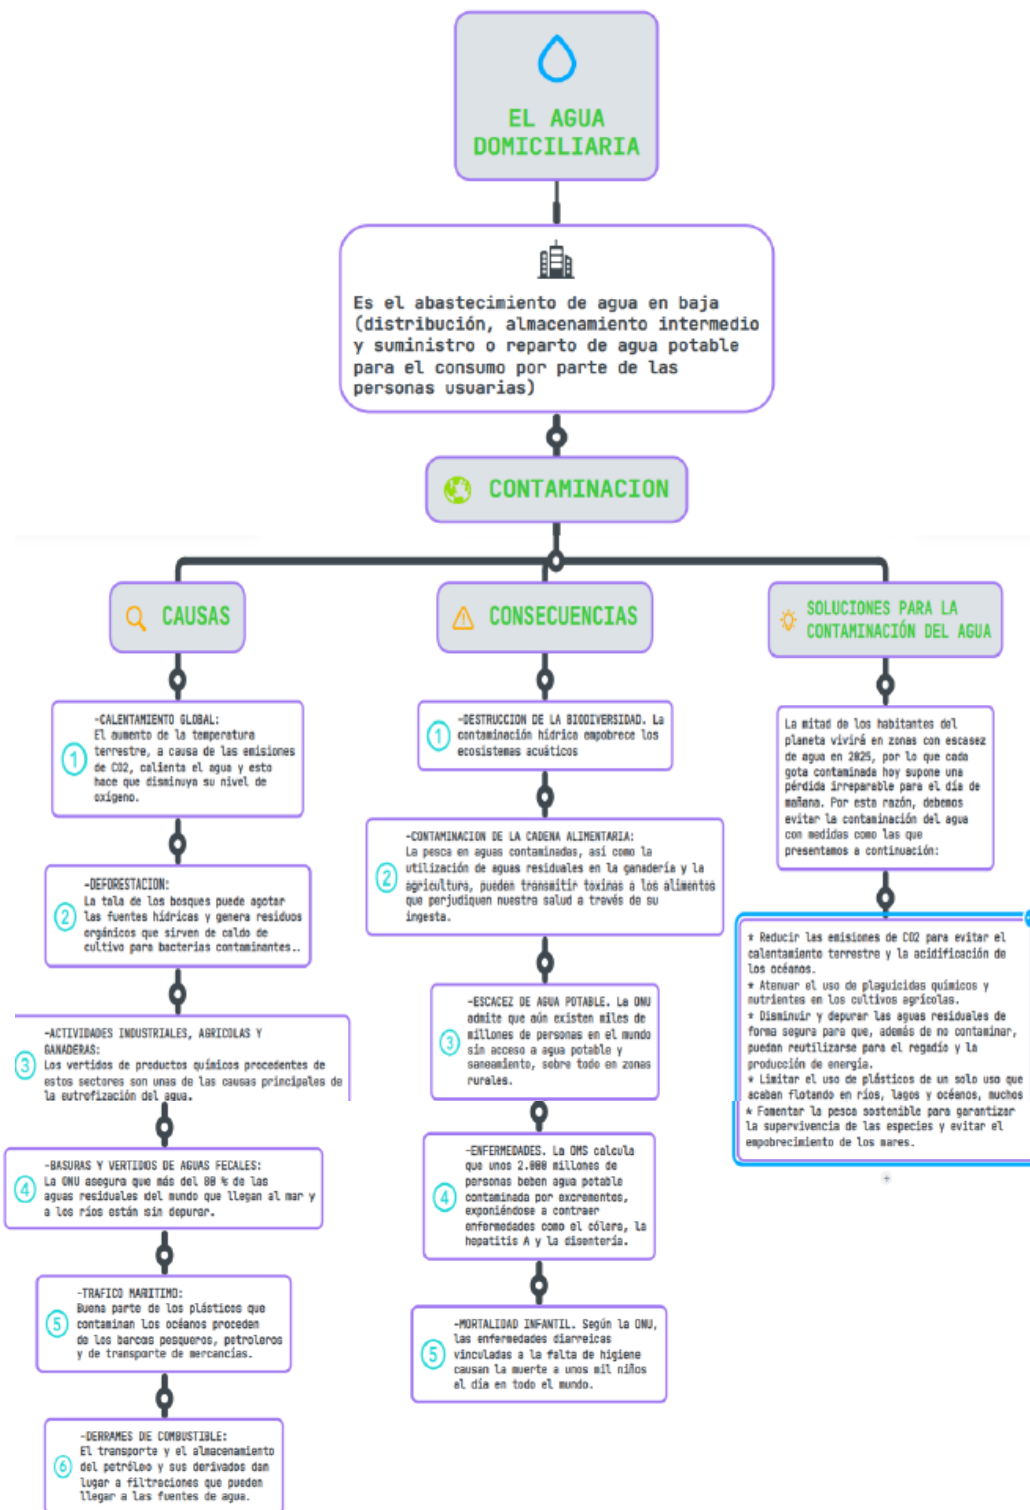 EL AGUA
DOMICILIARIA
Es el abastecimiento de agua en baja
(distribución, almacenamiento intermedio
y suministro o reparto de agua potable
para el consumo por parte de las
personas usuarias)
CONTAMINACION
CAUSAS
1
-CALENTAMIENTO GLOBAL:
El aumento de la temperatura
terrestre, a causa de las emisiones
de CO2, calienta el agua y esto
hace que disminuya su nivel de
oxígeno.
2
-DEFORESTACION:
La tala de los bosques puede agotar
las fuentes hídricas y genera residuos
orgánicos que sirven de caldo de
cultivo para bacterias contaminantes..
3
-ACTIVIDADES INDUSTRIALES, AGRICOLAS Y
GANADERAS:
Los vertidos de productos químicos procedentes de
estos sectores son unas de las causas principales de
la eutrofización del agua.
4
-BASURAS Y VERTIDOS DE AGUAS FECALES:
La ONU asegura que más del 80 % de las
aguas residuales del mundo que llegan al mar y
a los ríos están sin depurar.
5
-TRAFICO MARITIMO:
Buena parte de los plásticos que
contaminan los océanos proceden
de los barcos pesqueros, petroleros
y de transporte de mercancías.
6
-DERRAMES DE COMBUSTIBLE:
El transporte y el almacenamiento
del petróleo y sus derivados dan
lugar a filtraciones que pueden
llegar a las fuentes de agua.
CONSECUENCIAS
1
-DESTRUCCION DE LA BIODIVERSIDAD. La
contaminación hídrica empobrece los
ecosistemas acuáticos
2
-CONTAMINACION DE LA CADENA ALIMENTARIA:
La pesca en aguas contaminadas, así como la
utilización de aguas residuales en la ganadería y la
agricultura, pueden transmitir toxinas a los alimentos
que perjudiquen nuestra salud a través de su
ingesta.
3
-ESCACEZ DE AGUA POTABLE. La ONU
admite que aún existen miles de
millones de personas en el mundo
sin acceso a agua potable y
saneamiento, sobre todo en zonas
rurales.
4
-ENFERMEDADES. La OMS calcula
que unos 2.000 millones de
personas beben agua potable
contaminada por excrementos,
exponiéndose a contraer
enfermedades como el cólera, la
hepatitis A y la disentería.
5
-MORTALIDAD INFANTIL. Según la ONU,
las enfermedades diarreicas
vinculadas a la falta de higiene
causan la muerte a unos mil niños
al día en todo el mundo.
SOLUCIONES PARA LA
CONTAMINACIÓN DEL AGUA
La mitad de los habitantes del
planeta vivirá en zonas con escasez
de agua en 2025, por lo que cada
gota contaminada hoy supone una
pérdida irreparable para el día de
mañana. Por esta razón, debemos
evitar la contaminación del agua
con medidas como las que
presentamos a continuación:
* Reducir las emisiones de CO2 para evitar el
calentamiento terrestre y la acidificación de
los océanos.
* Atenuar el uso de plaguicidas químicos y
nutrientes en los cultivos agrícolas.
* Disminuir y depurar las aguas residuales de
forma segura para que, además de no contaminar,
puedan reutilizarse para el regadío y la
producción de energía.
* Limitar el uso de plásticos de un solo uso que
acaban flotando en ríos, lagos y océanos, muchos
* Fomentar la pesca sostenible para garantizar
la supervivencia de las especies y evitar el
empobrecimiento de los mares.